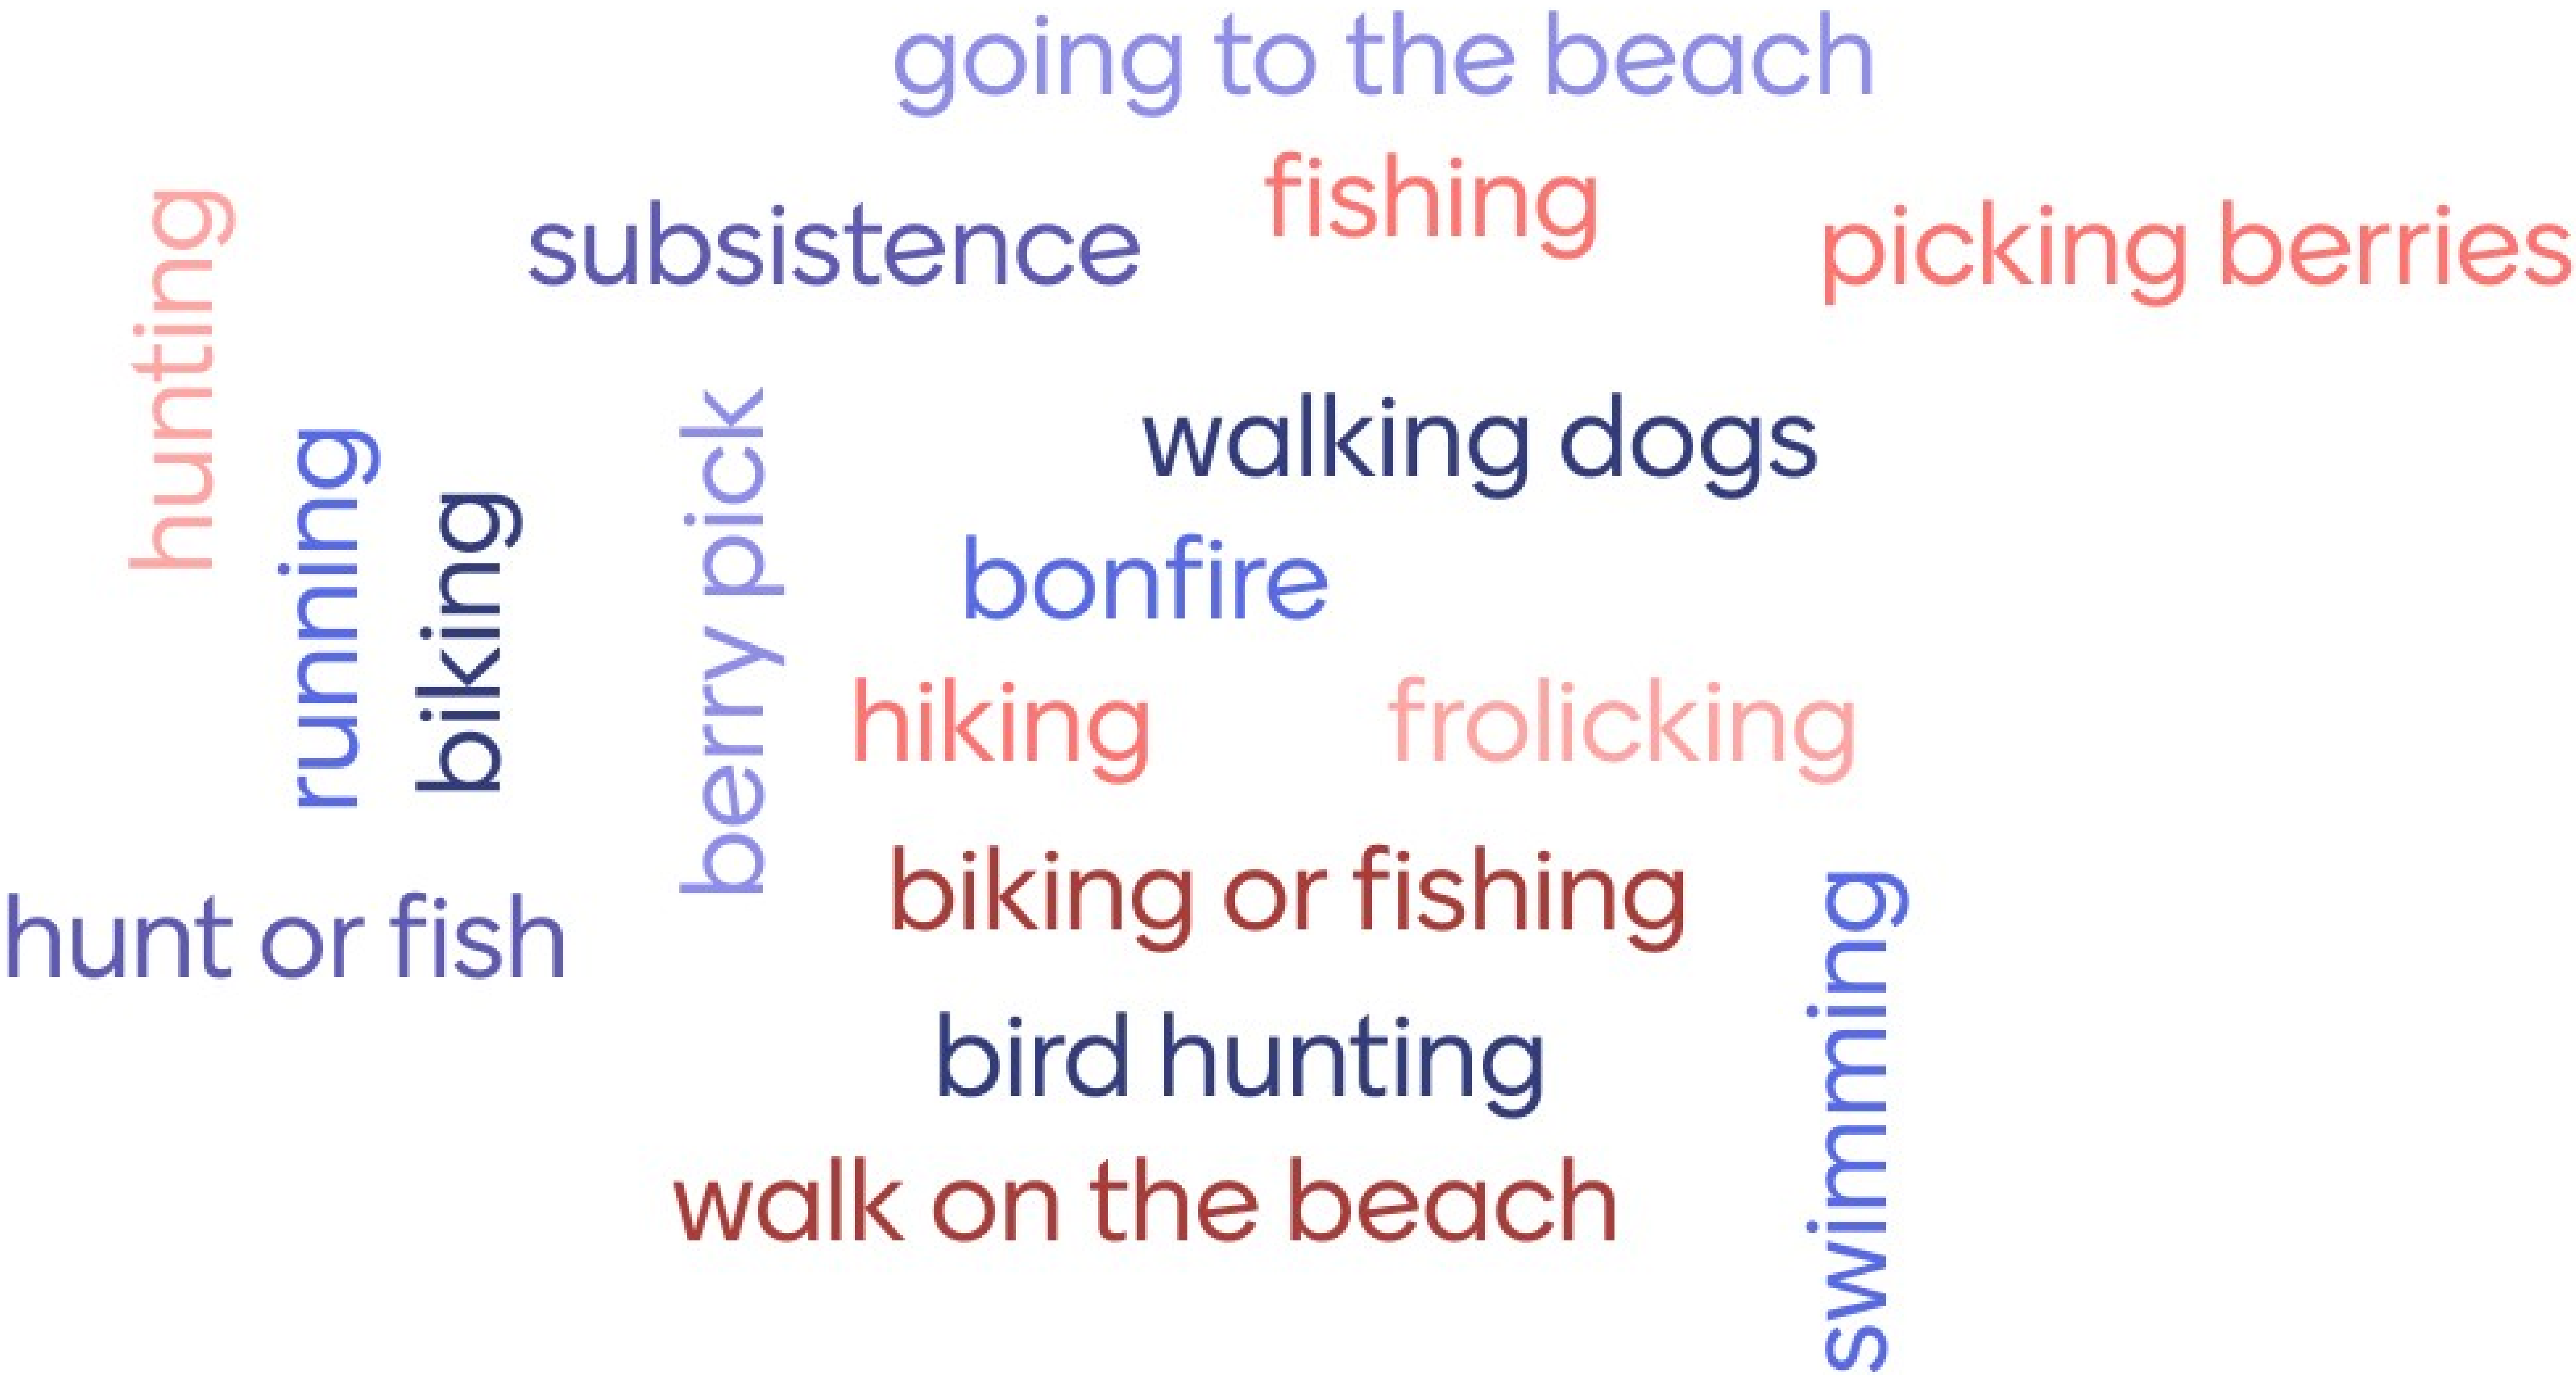 going to the beach
fishing
subsistence
picking berries
hunting
walking dogs
running
biking
berry pick
bonfire
hiking
frolicking
biking or fishing
hunt or fish
swimming
bird hunting
walk on the beach